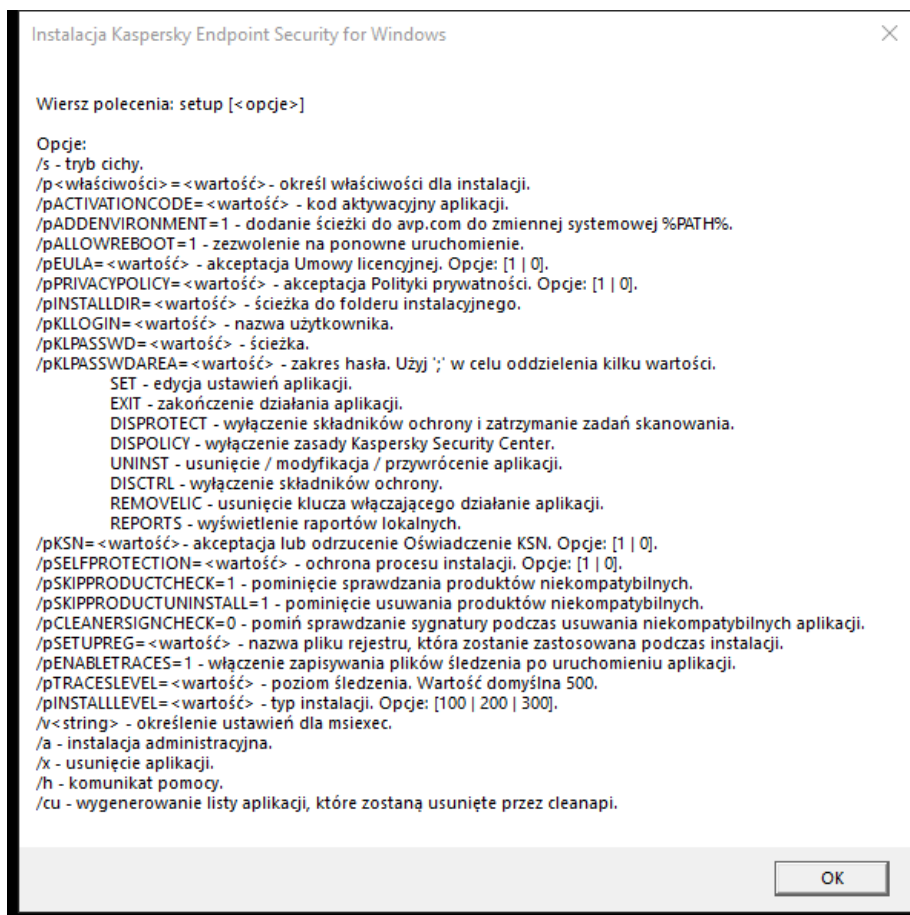 Instalacja Kaspersky Endpoint Security for Windows
Wiersz polecenia: setup [<opcje>]
Opcje:
/s - tryb cichy.
/p<właściwości>=<wartość>- określ właściwości dla instalacji.
/pACTIVATIONCODE=<wartość> - kod aktywacyjny aplikacji.
/pADDENVIRONMENT=1 - dodanie ścieżki do avp.com do zmiennej systemowej %PATH%.
/pALLOWREBOOT=1 - zezwolenie na ponowne uruchomienie.
/pEULA=<wartość> - akceptacja Umowy licencyjnej. Opcje: [1 | 0].
/pPRIVACYPOLICY=<wartość> - akceptacja Polityki prywatności. Opcje: [1 | 0].
/pINSTALLDIR=<wartość> - ścieżka do folderu instalacyjnego.
/pKLLOGIN=<wartość> - nazwa użytkownika.
/pKLPASSWD=<wartość> - ścieżka.
/pKLPASSWDAREA=<wartość> - zakres hasła. Użyj ';' w celu oddzielenia kilku wartości.
SET - edycja ustawień aplikacji.
EXIT - zakończenie działania aplikacji.
DISPROTECT - wyłączenie składników ochrony i zatrzymanie zadań skanowania.
DISPOLICY - wyłączenie zasady Kaspersky Security Center.
UNINST - usunięcie / modyfikacja / przywrócenie aplikacji.
DISCTRL - wyłączenie składników ochrony.
REMOVELIC - usunięcie klucza włączającego działanie aplikacji.
REPORTS - wyświetlenie raportów lokalnych.
/pKSN=<wartość>- akceptacja lub odrzucenie Oświadczenie KSN. Opcje: [1 | 0].
/pSELFPROTECTION=<wartość> - ochrona procesu instalacji. Opcje: [1 | 0].
/pSKIPPRODUCTCHECK=1 - pominięcie sprawdzania produktów niekompatybilnych.
/pSKIPPRODUCTUNINSTALL=1 - pominięcie usuwania produktów niekompatybilnych.
/pCLEANERSIGNCHECK=0 - pomiń sprawdzanie sygnatury podczas usuwania niekompatybilnych aplikacji.
/pSETUPREG=<wartość> - nazwa pliku rejestru, która zostanie zastosowana podczas instalacji.
/pENABLETRACES=1 - włączenie zapisywania plików śledzenia po uruchomieniu aplikacji.
/pTRACESLEVEL=<wartość> - poziom śledzenia. Wartość domyślna 500.
/pINSTALLLEVEL=<wartość> - typ instalacji. Opcje: [100 | 200 | 300].
/v<string> - określenie ustawień dla msiexec.
/a - instalacja administracyjna.
/x - usunięcie aplikacji.
/h - komunikat pomocy.
/cu - wygenerowanie listy aplikacji, które zostaną usunięte przez cleanapi.
OK